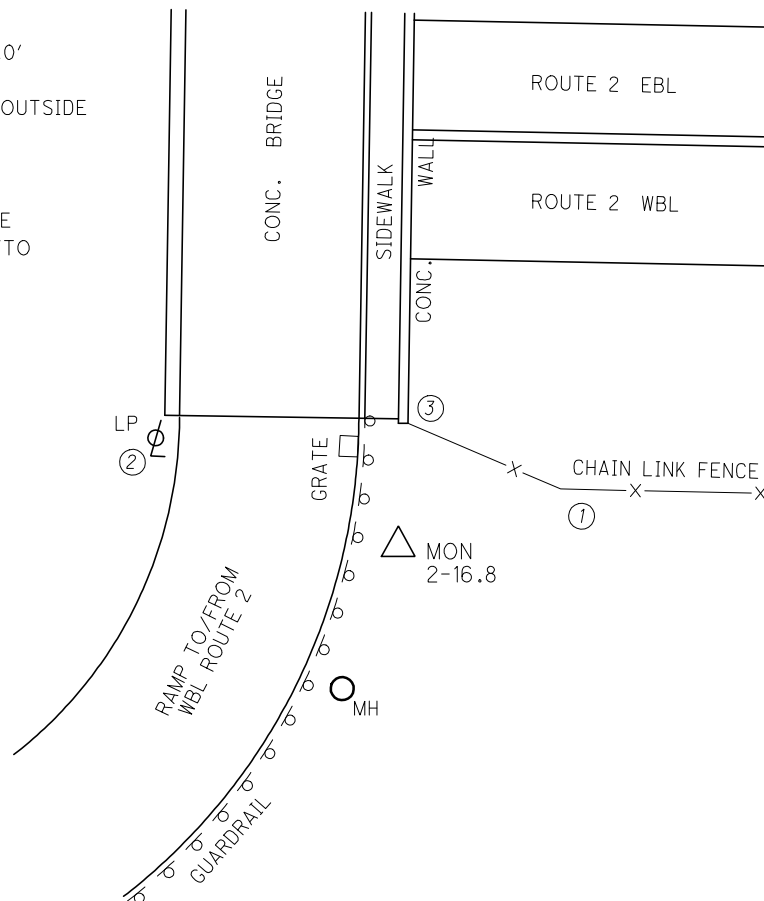 0'
OUTSIDE
E
TO
CONC. BRIDGE
SIDEWALK
CONC. WALL
ROUTE 2 EBL
ROUTE 2 WBL
LP
2
3
GRATE
CHAIN LINK FENCE
1
MON
2-16.8
RAMP TO/FROM
WBL ROUTE 2
MH
GUARDRAIL